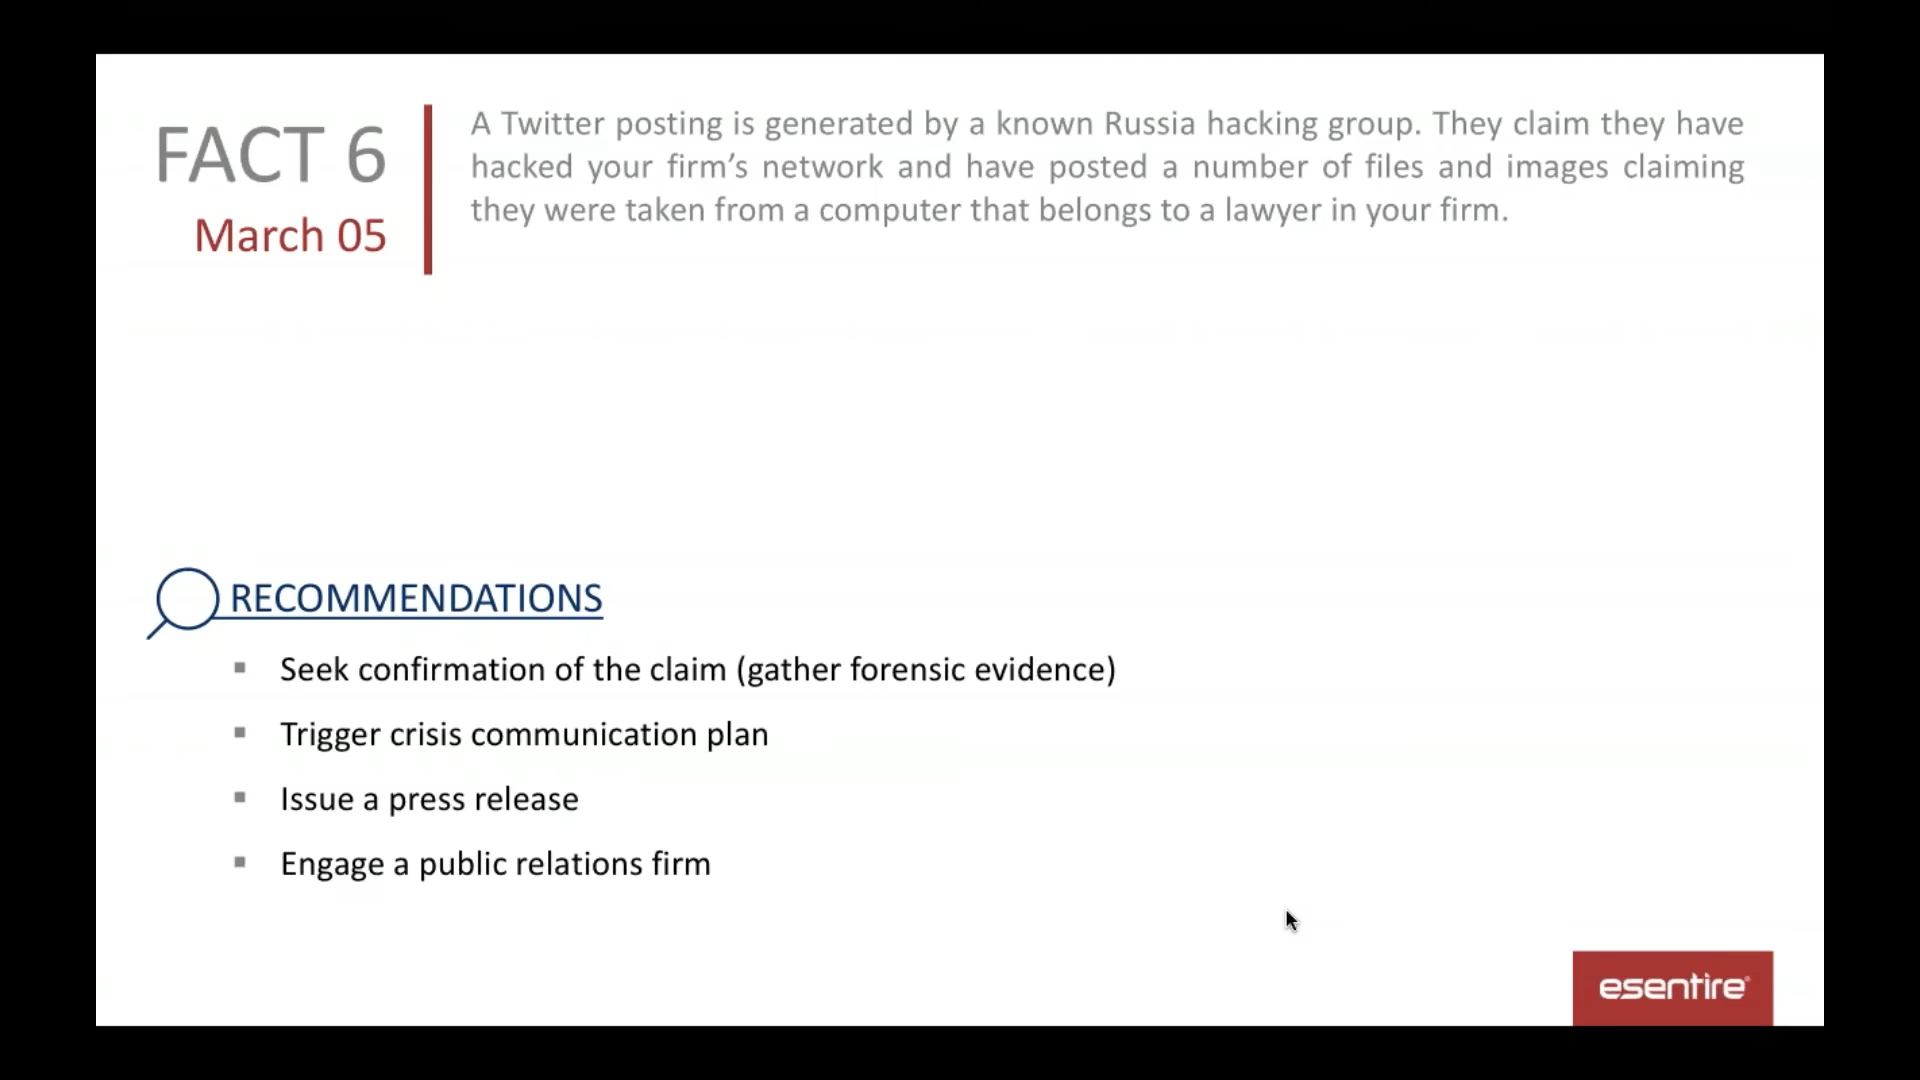 FACT 6
March 05
A Twitter posting is generated by a known Russia hacking group. They claim they have
hacked your firm’s network and have posted a number of files and images claiming
they were taken from a computer that belongs to a lawyer in your firm.
RECOMMENDATIONS
▪ Seek confirmation of the claim (gather forensic evidence)
▪ Trigger crisis communication plan
▪ Issue a press release
▪ Engage a public relations firm
esentire®